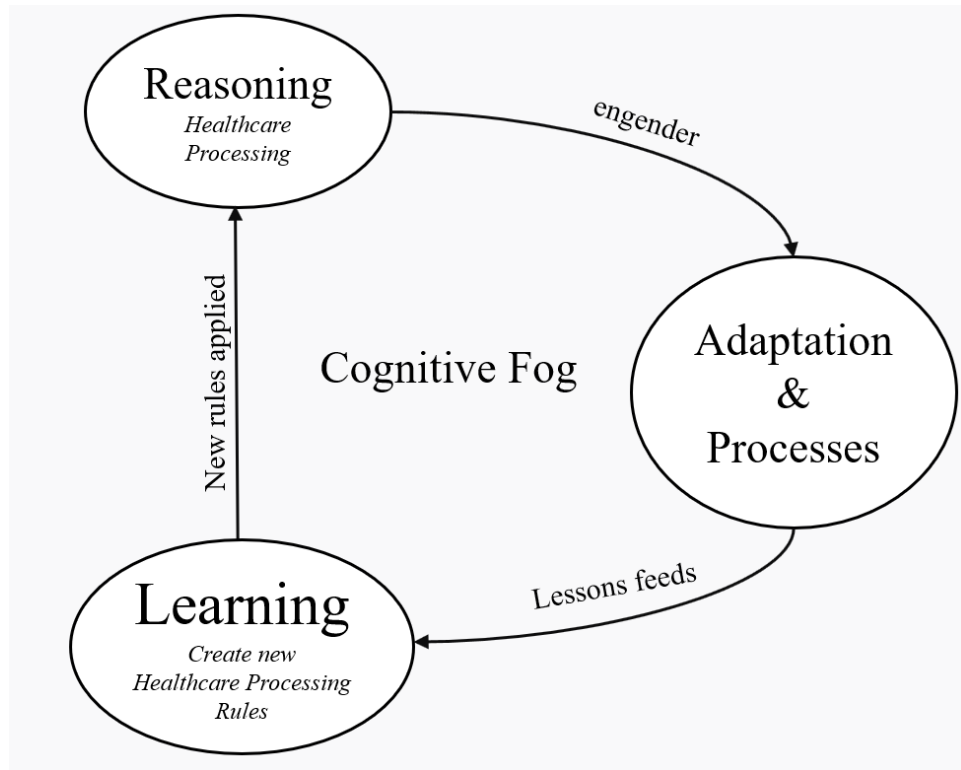 Reasoning
Healthcare
Processing
engender
Adaptation
&
Processes
Cognitive Fog
New rules applied
Lessons feeds
Learning
Create new
Healthcare Processing
Rules